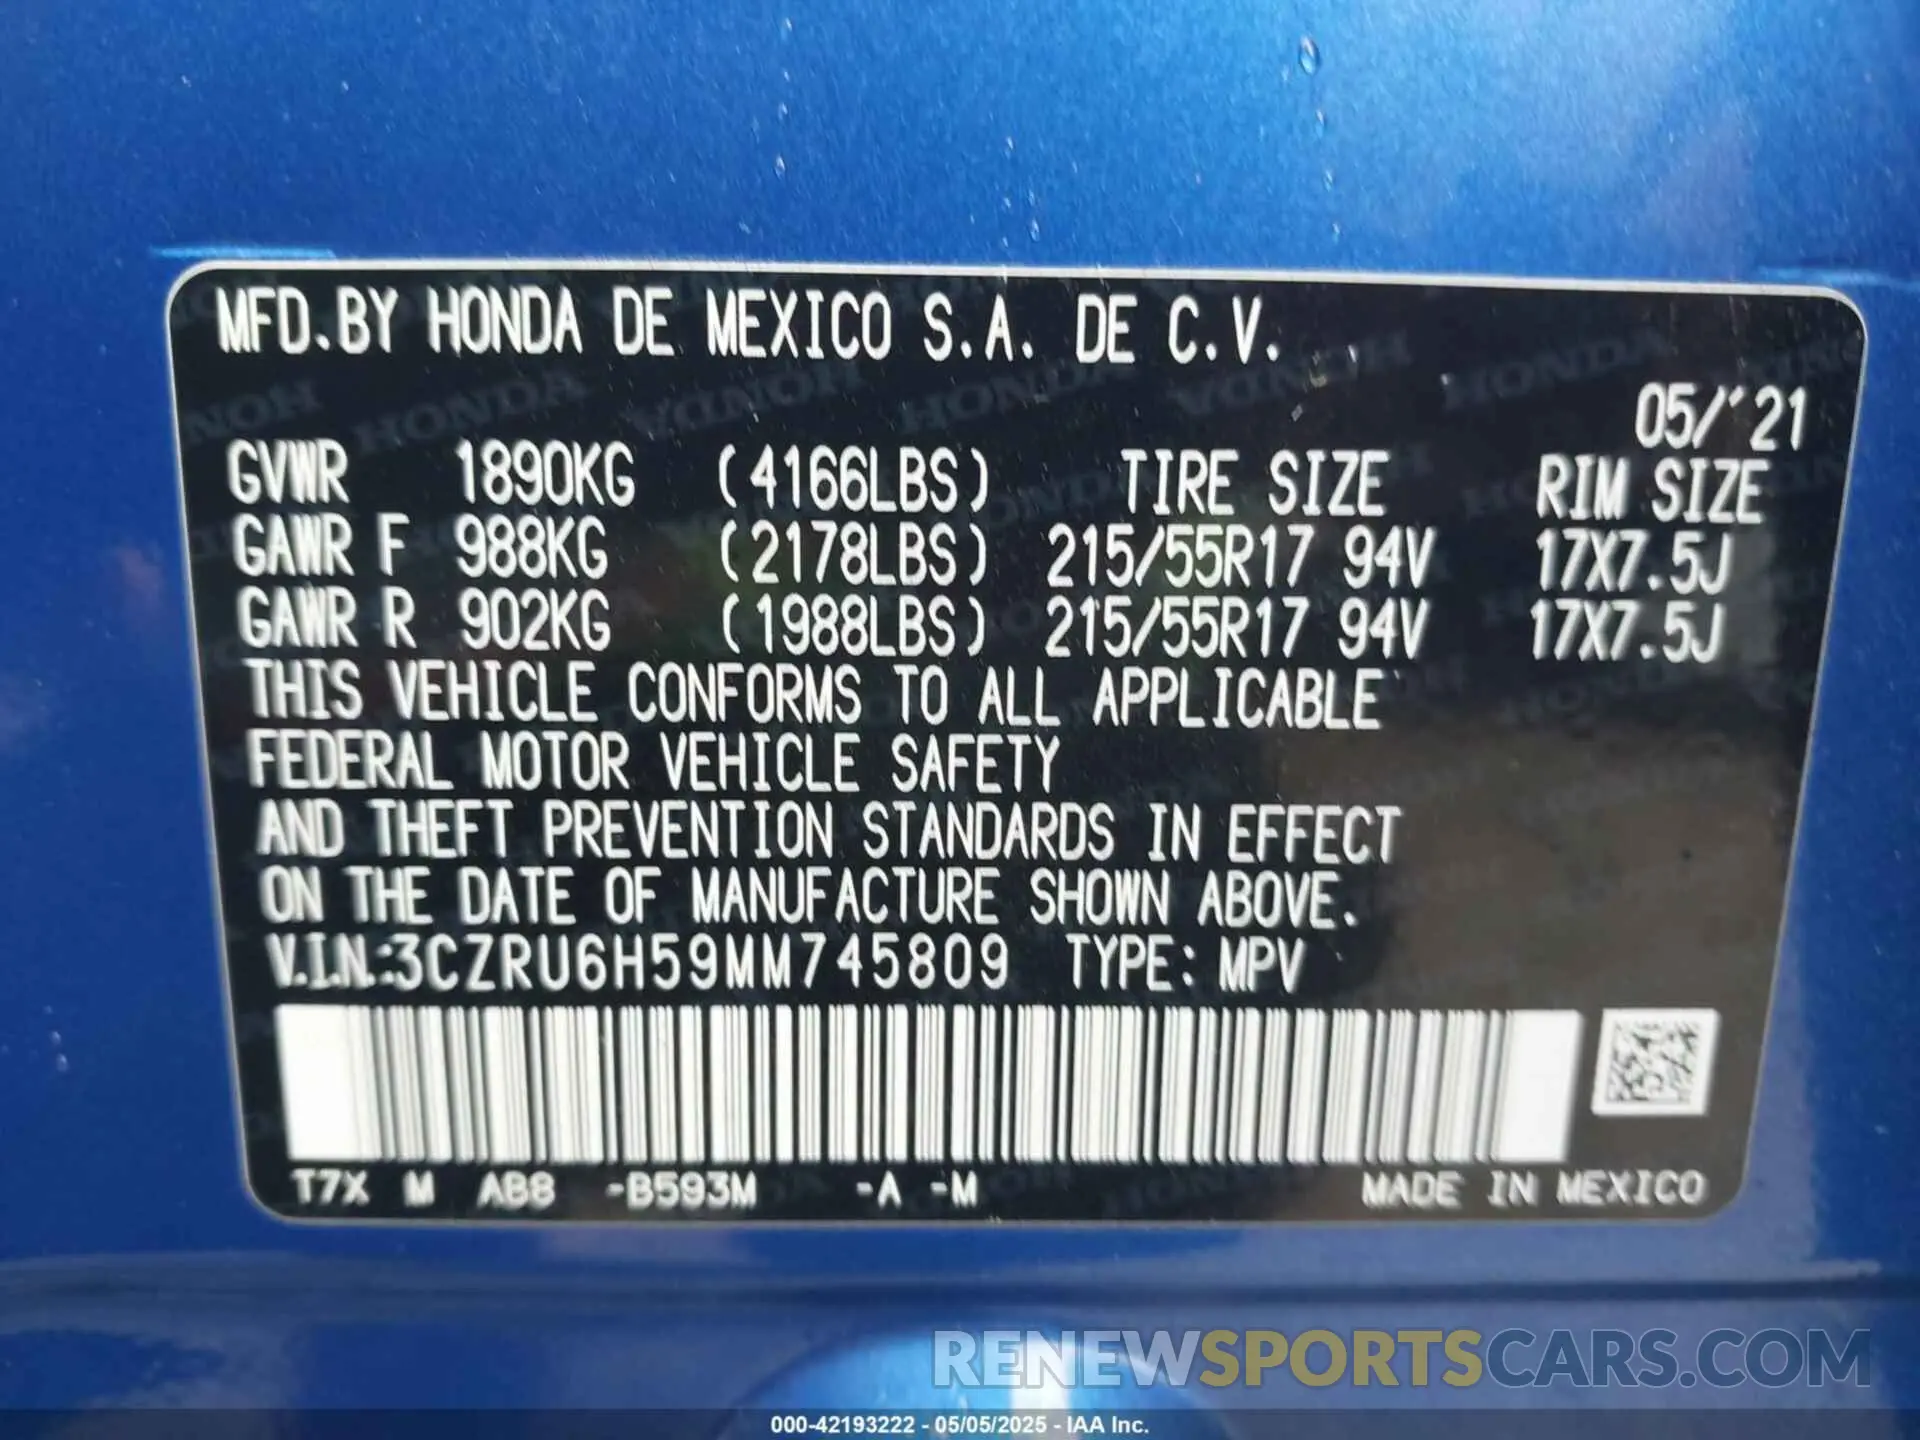 MFD.BY HONDA DE MEXICO S.A. DE C.V.
05/'21
GVWR 1890KG (4166LBS) TIRE SIZE RIM SIZE
GAWR F 988KG (2178LBS) 215/55R17 94V 17X7.5J
GAWR R 902KG (1988LBS) 215/55R17 94V 17X7.5J
THIS VEHICLE CONFORMS TO ALL APPLICABLE
FEDERAL MOTOR VEHICLE SAFETY
AND THEFT PREVENTION STANDARDS IN EFFECT
ON THE DATE OF MANUFACTURE SHOWN ABOVE.
V.I.N.:3CZRU6H59MM745809 TYPE: MPV
T7X M AB8 -B593M -A -M MADE IN MEXICO
RENEWSPORTSCARS.COM
000-42193222 - 05/05/2025 - IAA Inc.